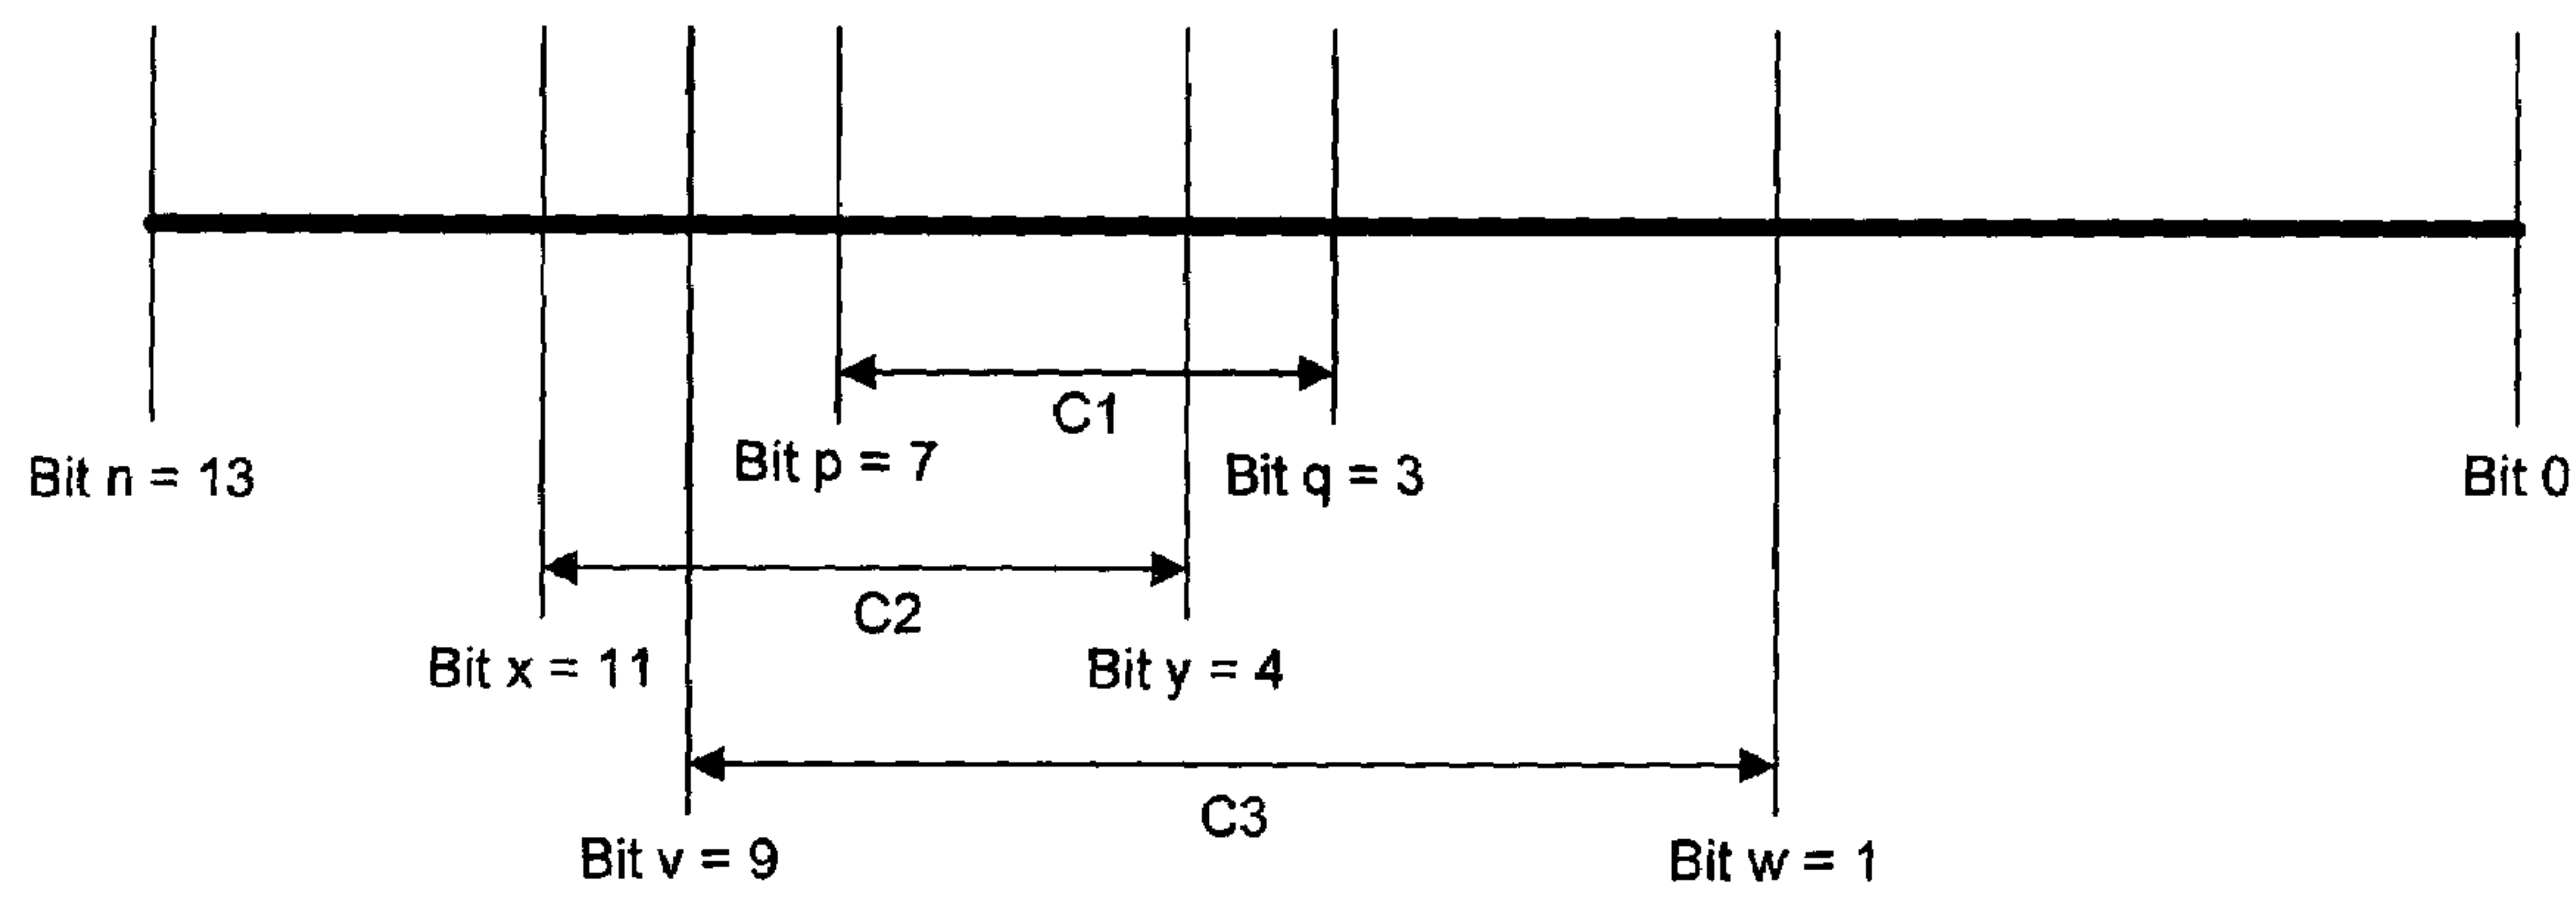 C1
Bit p = 7
Bit q = 3
Bit n = 13
Bit 0
C2
Bit x = 11
Bit y = 4
C3
Bit v = 9
Bit w = 1